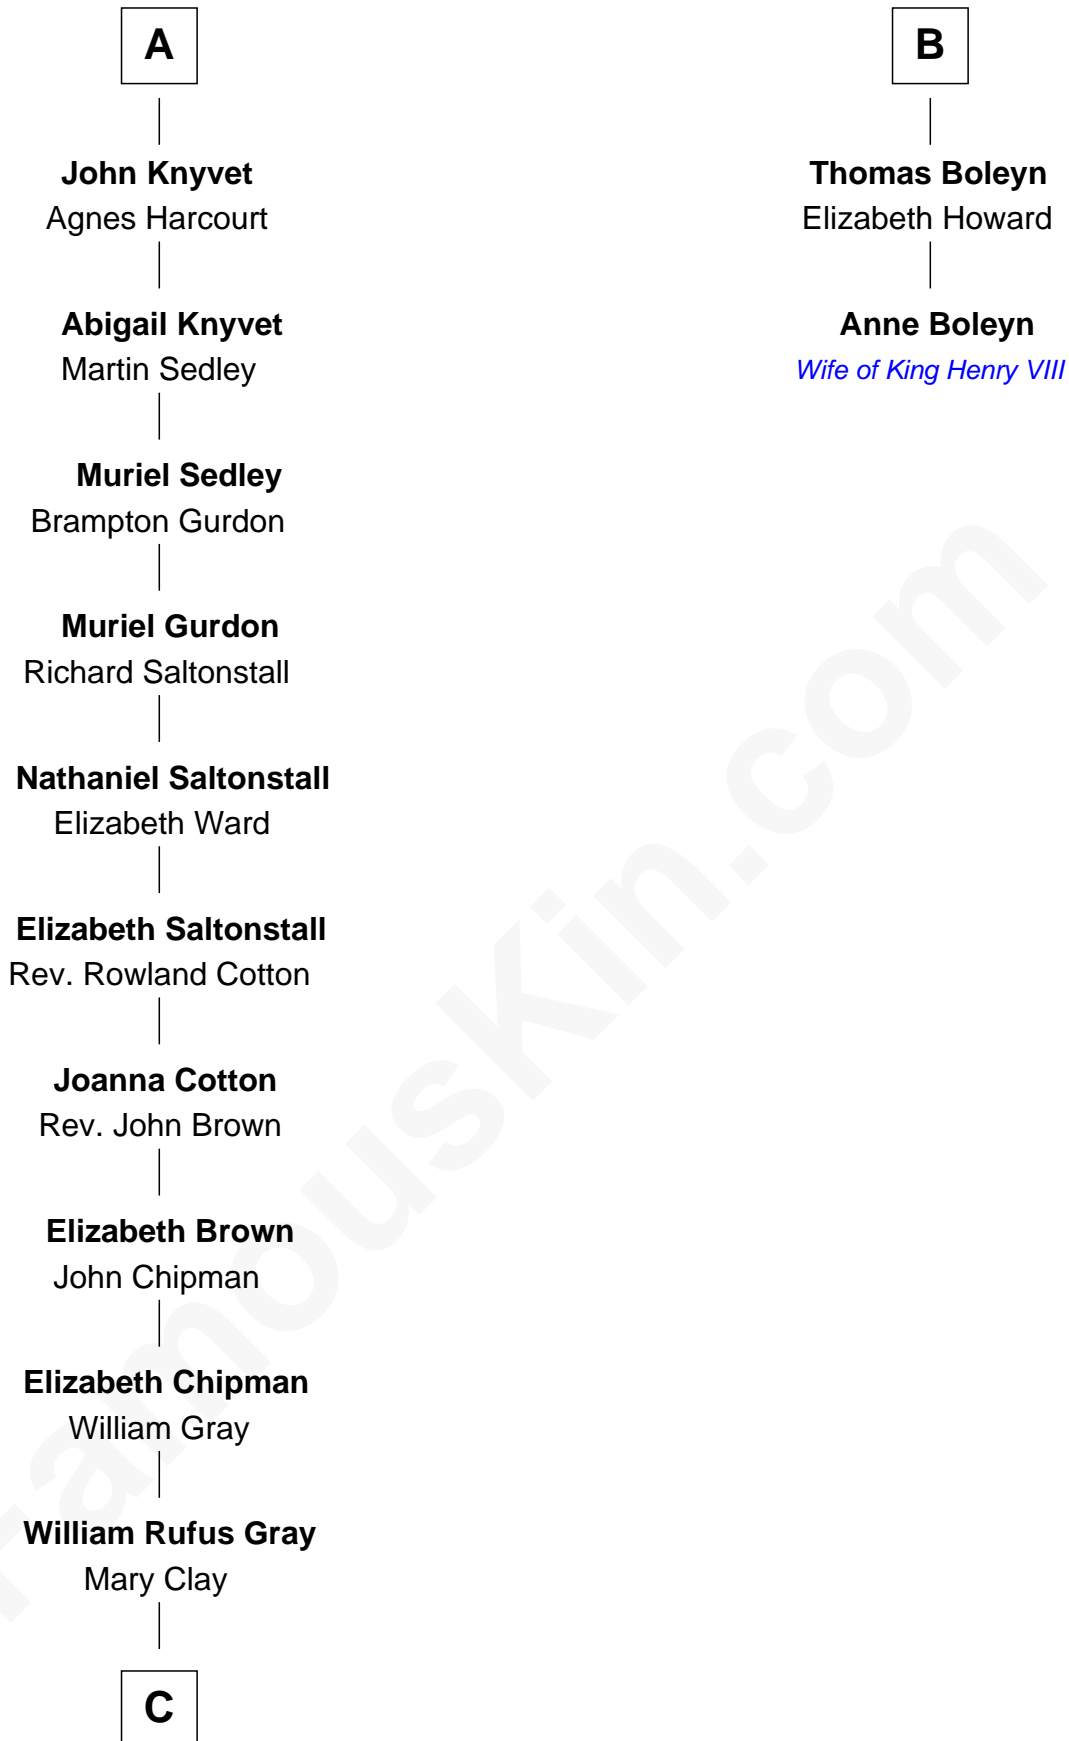 A
John Knyvet
Agnes Harcourt
Abigail Knyvet
Martin Sedley
Muriel Sedley
Brampton Gurdon
Muriel Gurdon
Richard Saltonstall
Nathaniel Saltonstall
Elizabeth Ward
Elizabeth Saltonstall
Rev. Rowland Cotton
Joanna Cotton
Rev. John Brown
Elizabeth Brown
John Chipman
Elizabeth Chipman
William Gray
William Rufus Gray
Mary Clay
C
B
Thomas Boleyn
Elizabeth Howard
Anne Boleyn
Wife of King Henry VIII
FamousKin.com